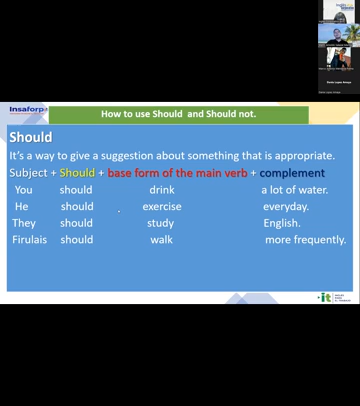 Insaforp
How to use Should and Should not.
Should
It's a way to give a suggestion about something that is appropriate.
Subject + Should + base form of the main verb + complement
You should drink a lot of water.
He should exercise everyday.
They should study English.
Firulais should walk more frequently.
it